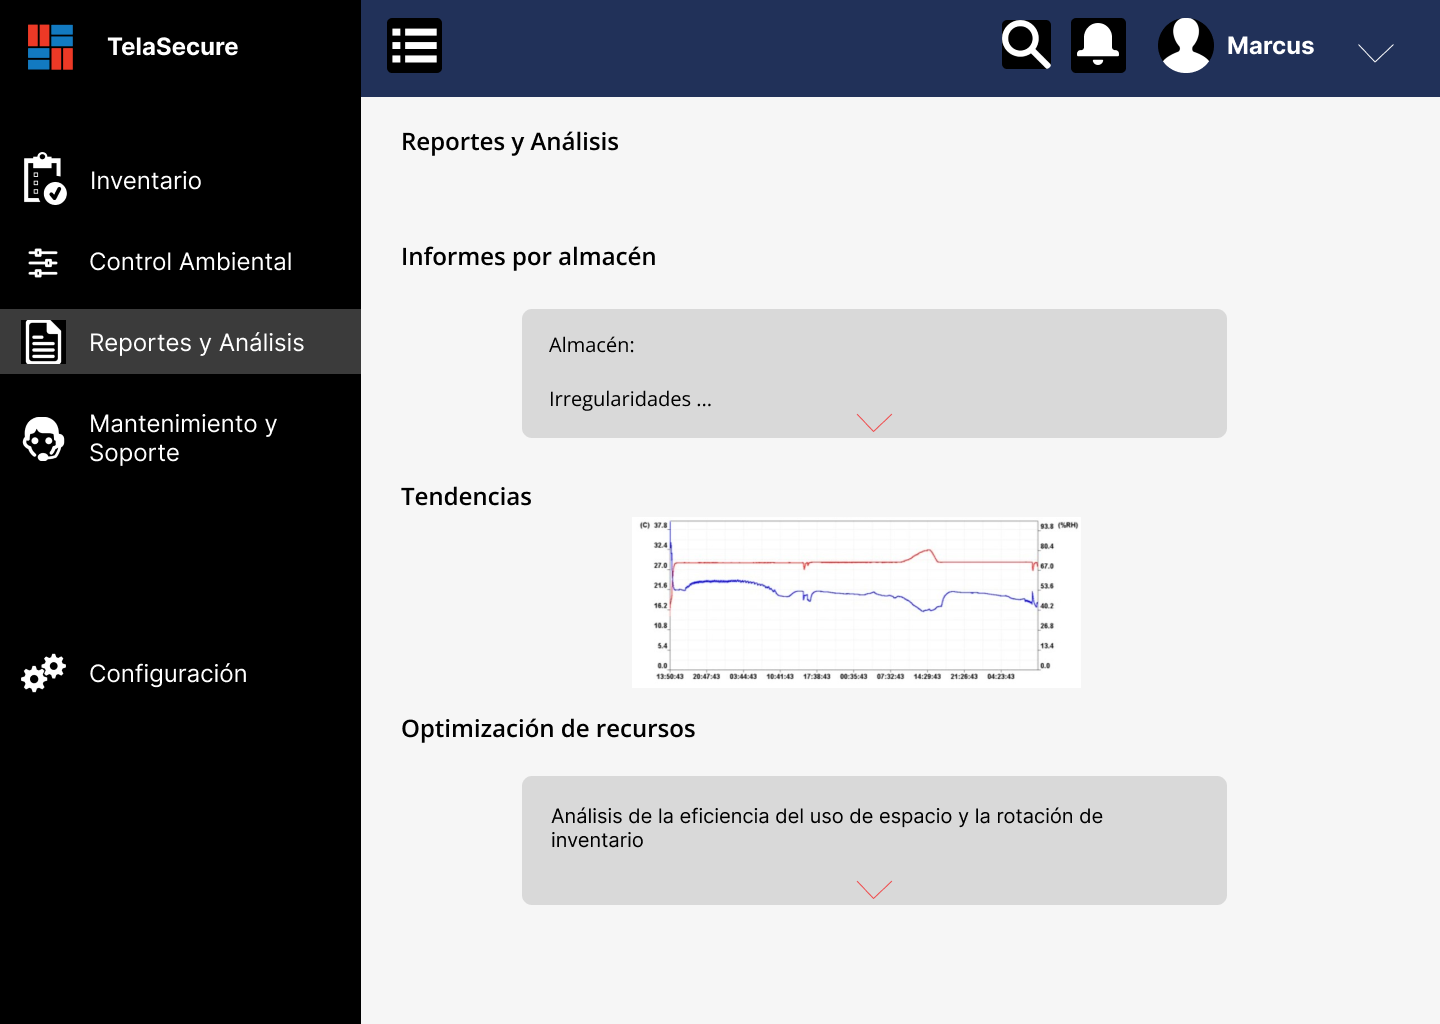 TelaSecure
Marcus
Inventario
Control Ambiental
Reportes y Análisis
Mantenimiento y
Soporte
Configuración
Reportes y Análisis
Informes por almacén
Almacén:
Irregularidades ...
Tendencias
(C) 37.8
32.4
27.0
21.6
16.2
10.8
5.4
0.0
93.8 (%RH)
80.4
67.0
53.6
40.2
26.8
13.4
0.0
13:50:43 20:47:43 03:44:43 10:41:43 17:38:43 00:35:43 07:32:43 14:29:43 21:26:43 04:23:43
Optimización de recursos
Análisis de la eficiencia del uso de espacio y la rotación de
inventario